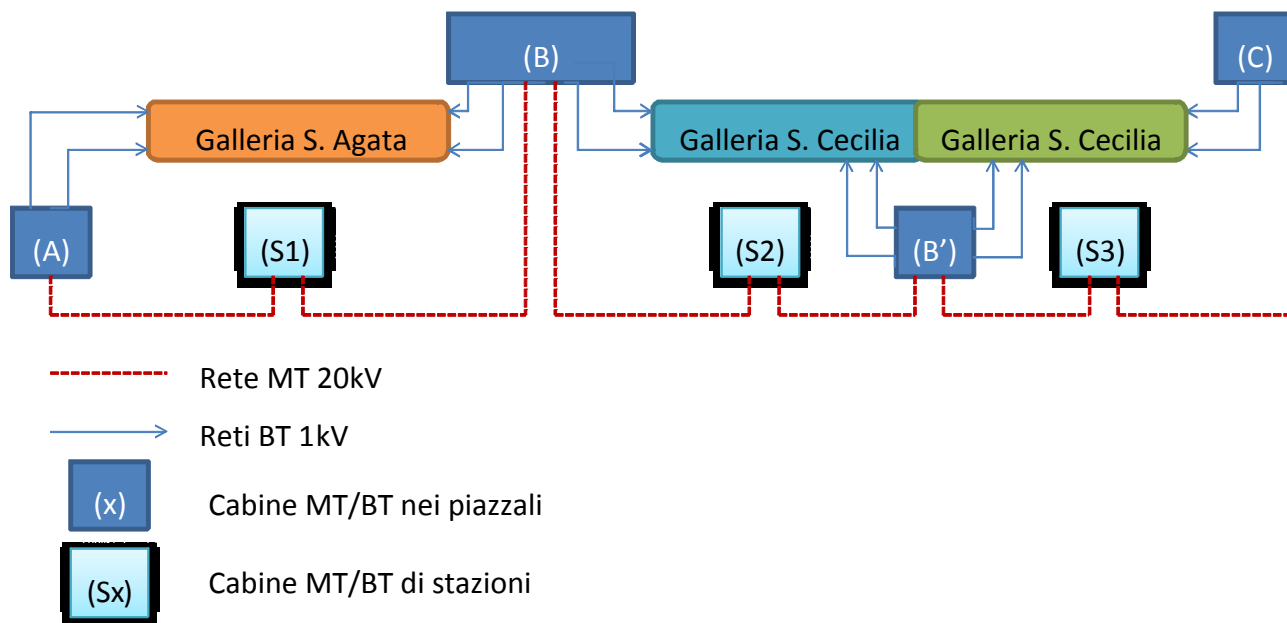 (B)
(C)
Galleria S. Agata
Galleria S. Cecilia
Galleria S. Cecilia
(A)
(S1)
(S2)
(B’)
(S3)
Rete MT 20kV
Reti BT 1kV
(x)
Cabine MT/BT nei piazzali
(Sx)
Cabine MT/BT di stazioni